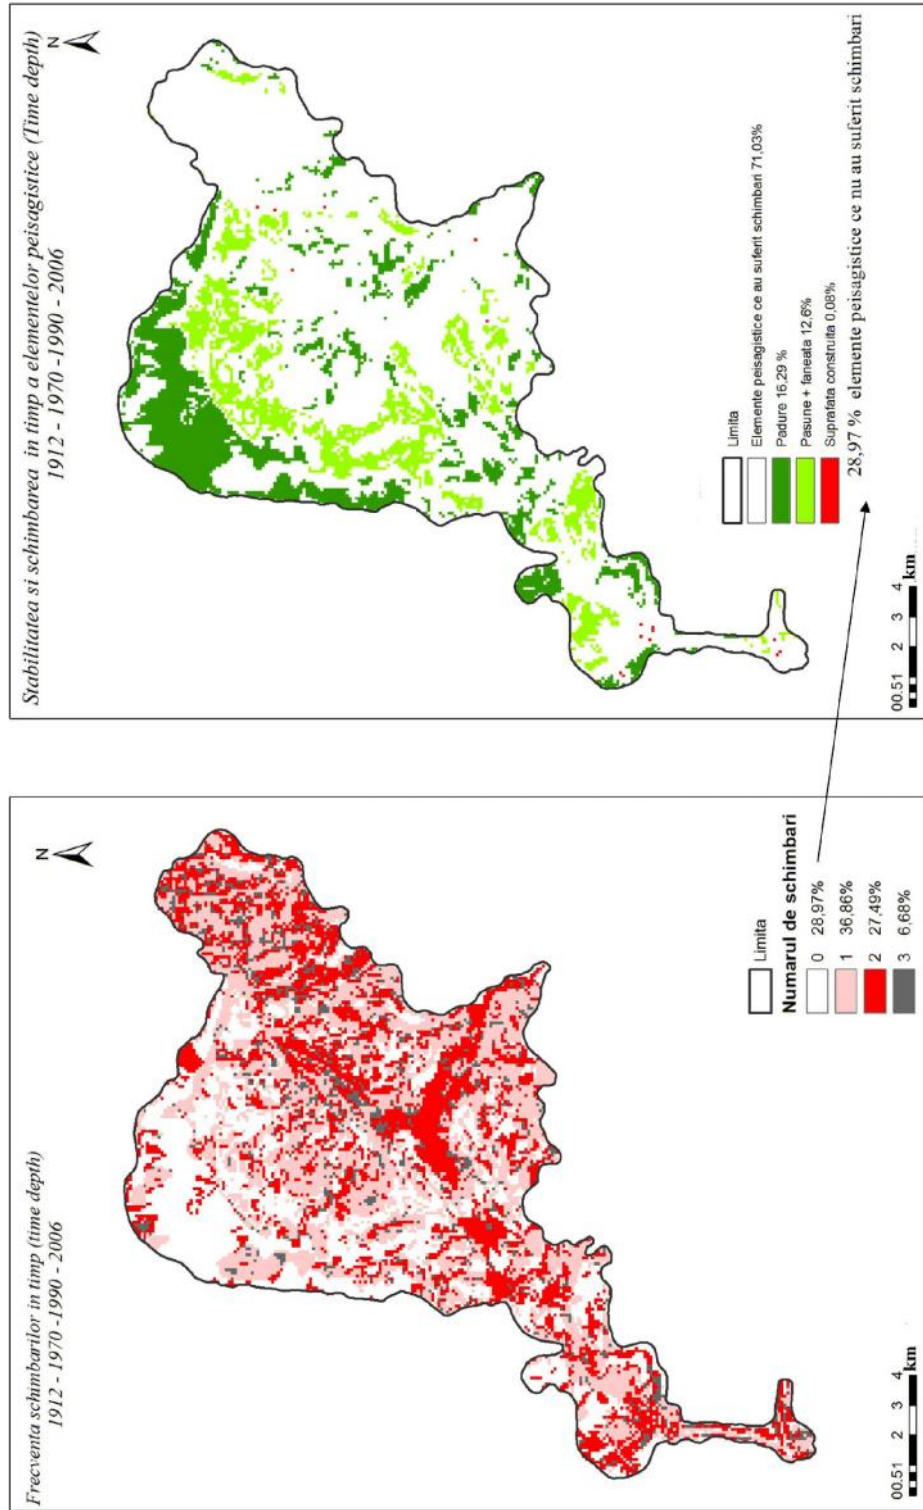 Frecventa schimbarilor in timp (time depth)
1912 - 1970 -1990 - 2006
N
Limita
Numarul de schimbari
0 28,97%
1 36,86%
2 27,49%
3 6,68%
00.51 2 3 4
km
Stabilitatea si schimbarea in timp a elementelor peisagistice (Time depth)
1912 - 1970 -1990 - 2006
N
Limita
Elemente peisagistice ce au suferit schimbari 71,03%
Padure 16,29 %
Pasune + faneata 12,6%
Suprafata construita 0,08%
28,97 % elemente peisagistice ce nu au suferit schimbari
00.51 2 3 4
km